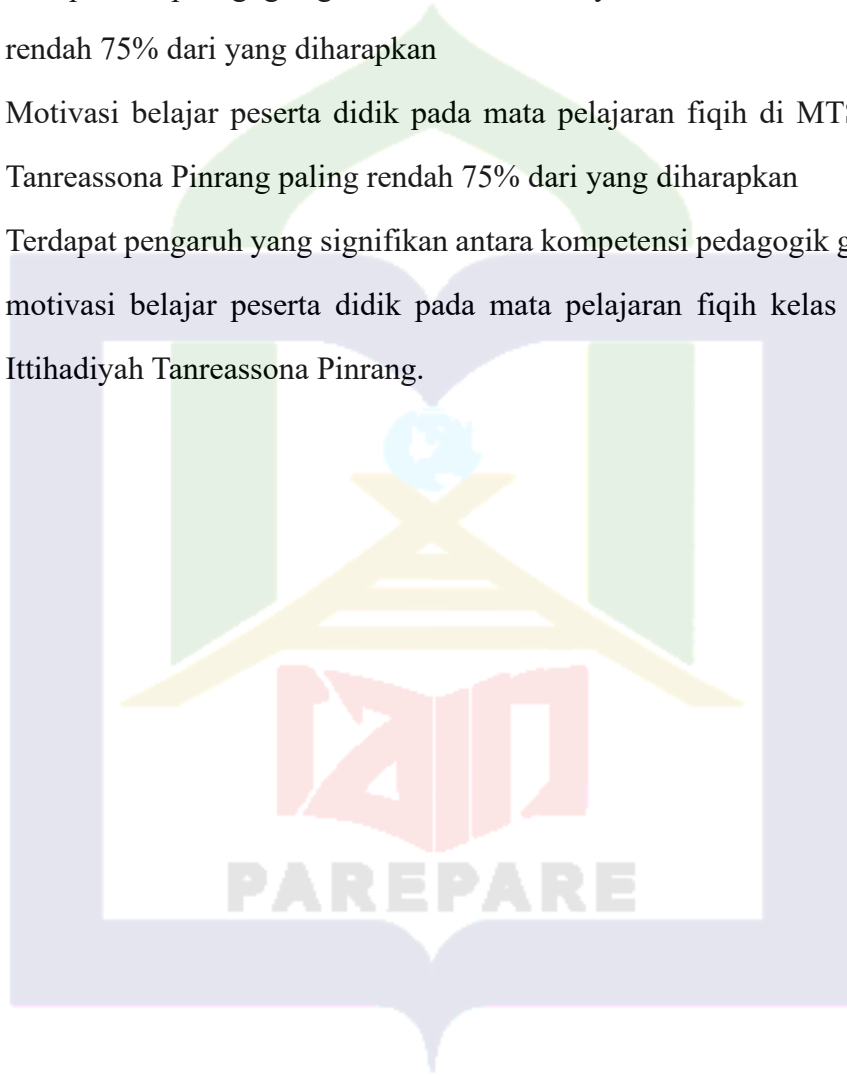 rendah 75% dari yang diharapkan
Motivasi belajar peserta didik pada mata pelajaran fiqih di
Tanreassona Pinrang paling rendah 75% dari yang diharapkan
Terdapat pengaruh yang signifikan antara kompetensi pedagogik
motivasi belajar peserta didik pada mata pelajaran fiqih kelas
Ittihadiyah Tanreassona Pinrang.
iain
PAREPARE